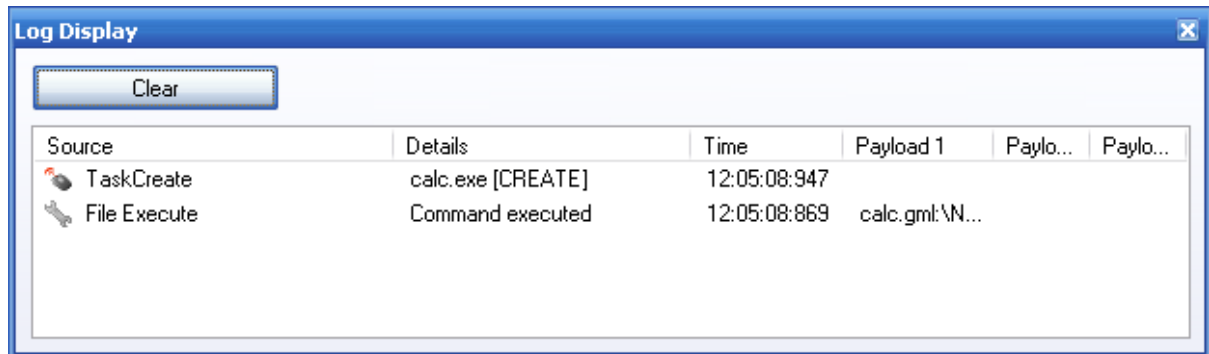 Log Display
Clear
Source Details Time Payload 1 Paylo... Paylo...
TaskCreate calc.exe [CREATE] 12:05:08:947
File Execute Command executed 12:05:08:869 calc.gml:\N...